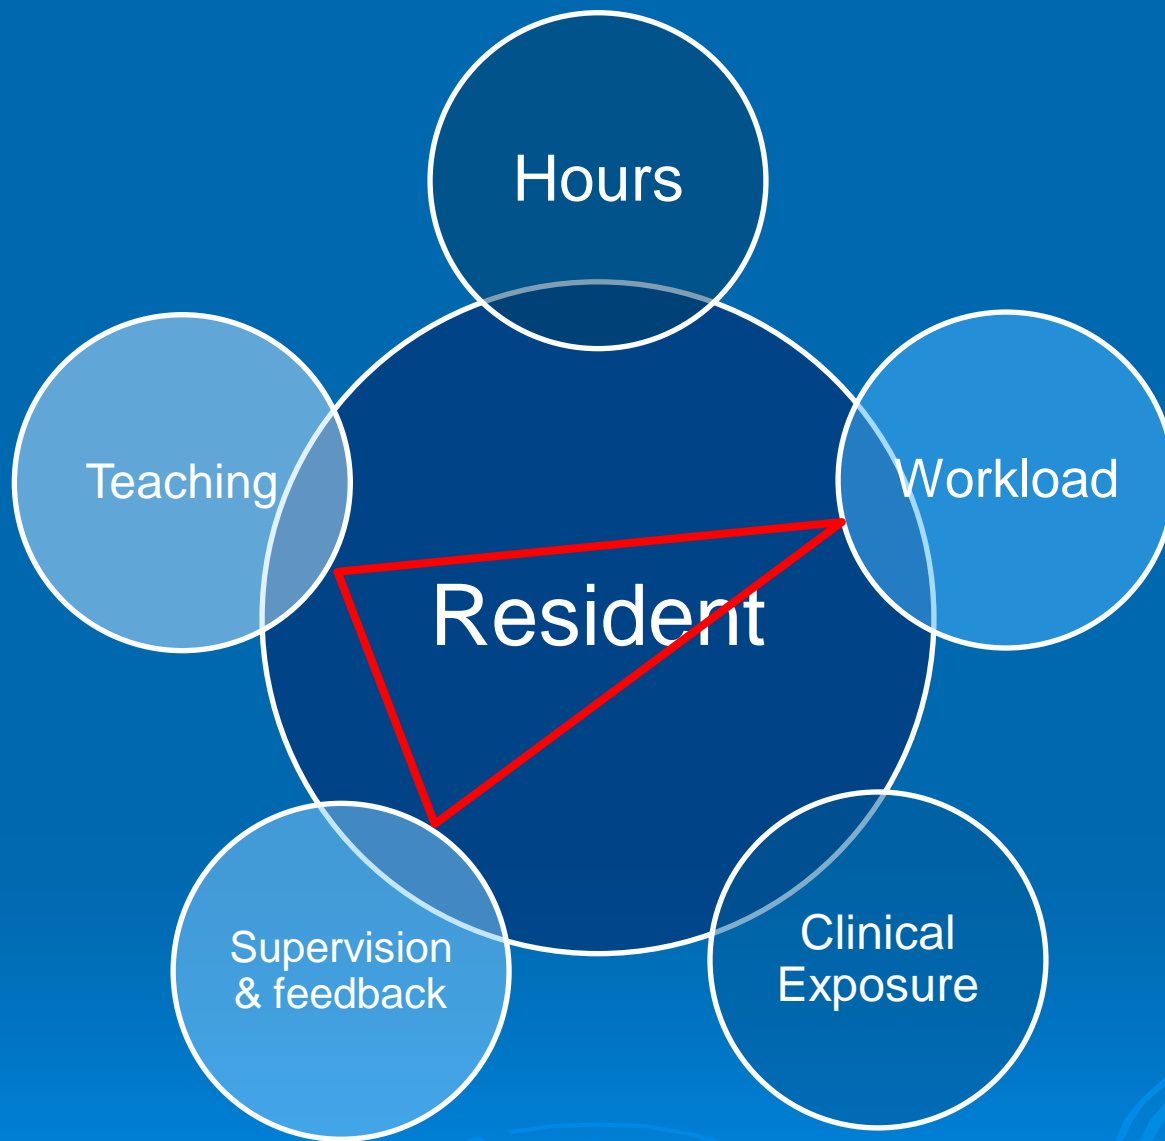 Hours
Teaching
Workload
Resident
Supervision
& feedback
Clinical
Exposure